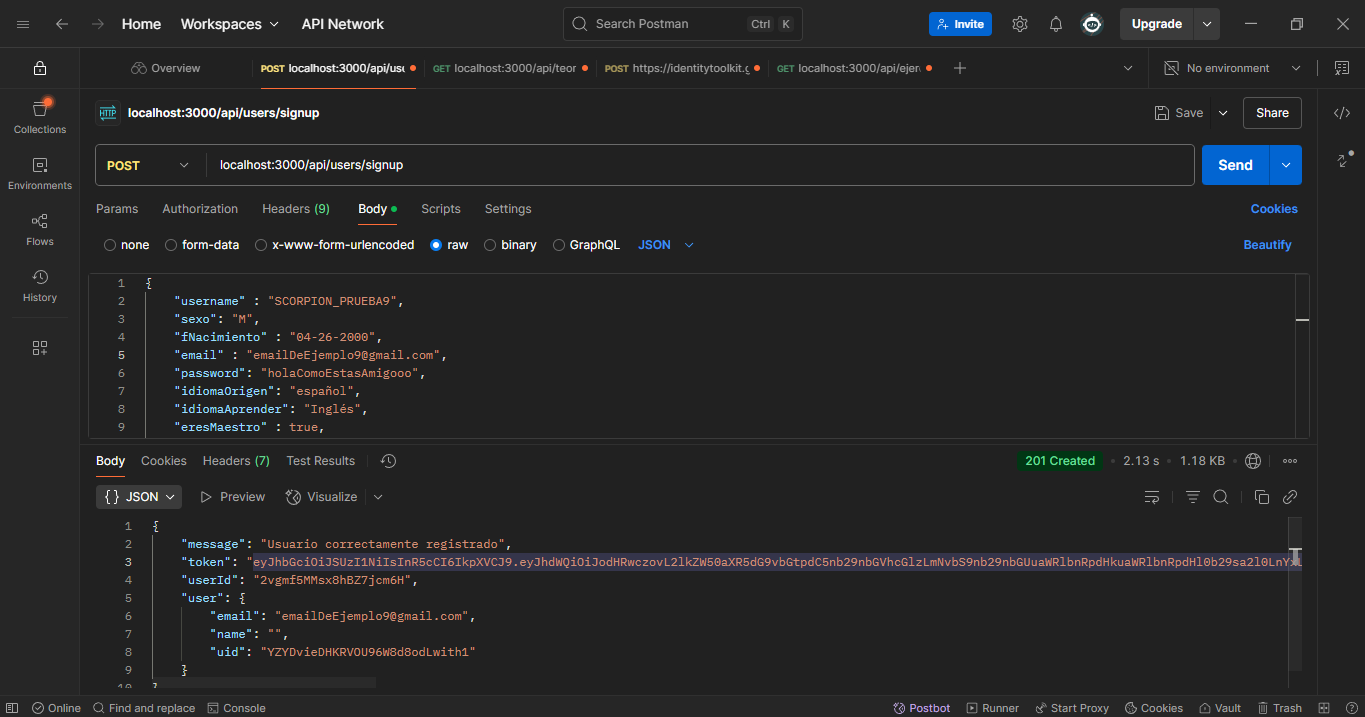 Home Workspaces API Network Search Postman Ctrl K Invite Upgrade
Overview POST localhost:3000/api/use GET localhost:3000/api/teor POST https://identitytoolkit.g GET localhost:3000/api/ejer No environment
HTTP localhost:3000/api/users/signup Save Share
Collections
POST localhost:3000/api/users/signup Send
Environments
Params Authorization Headers (9) Body Scripts Settings Cookies
Flows
none form-data x-www-form-urlencoded raw binary GraphQL JSON Beautify
History
1 {
2 "username" : "SCORPION_PRUEBA9",
3 "sexo": "M",
4 "fNacimiento" : "04-26-2000",
5 "email" : "emailDeEjemplo9@gmail.com",
6 "password": "holaComoEstasAmigooo",
7 "idiomaOrigen": "español",
8 "idiomaAprender": "Inglés",
9 "eresMaestro" : true,
Body Cookies Headers (7) Test Results 201 Created 2.13 s 1.18 KB
{ } JSON Preview Visualize
1 {
2 "message": "Usuario correctamente registrado",
3 "token": "eyJhbGciOiJSUzI1NiIsInR5cCI6IkpXVCJ9.eyJhdWQiOiJodHRwczovL2lkZW50aXR5dG9vbGtpdC5nb29nbGVhcGlzLmNvbS9nb29nbGUuaWRlbnRpdHkuaWRlbnRpdHl0b29sa2l0LnYx
4 "userId": "2vgmf5MMsx8hBZ7jcm6H",
5 "user": {
6 "email": "emailDeEjemplo9@gmail.com",
7 "name": "",
8 "uid": "YZYDvieDHKRVOU96W8d8odLwith1"
9 }
10 }
Online Find and replace Console Postbot Runner Start Proxy Cookies Vault Trash